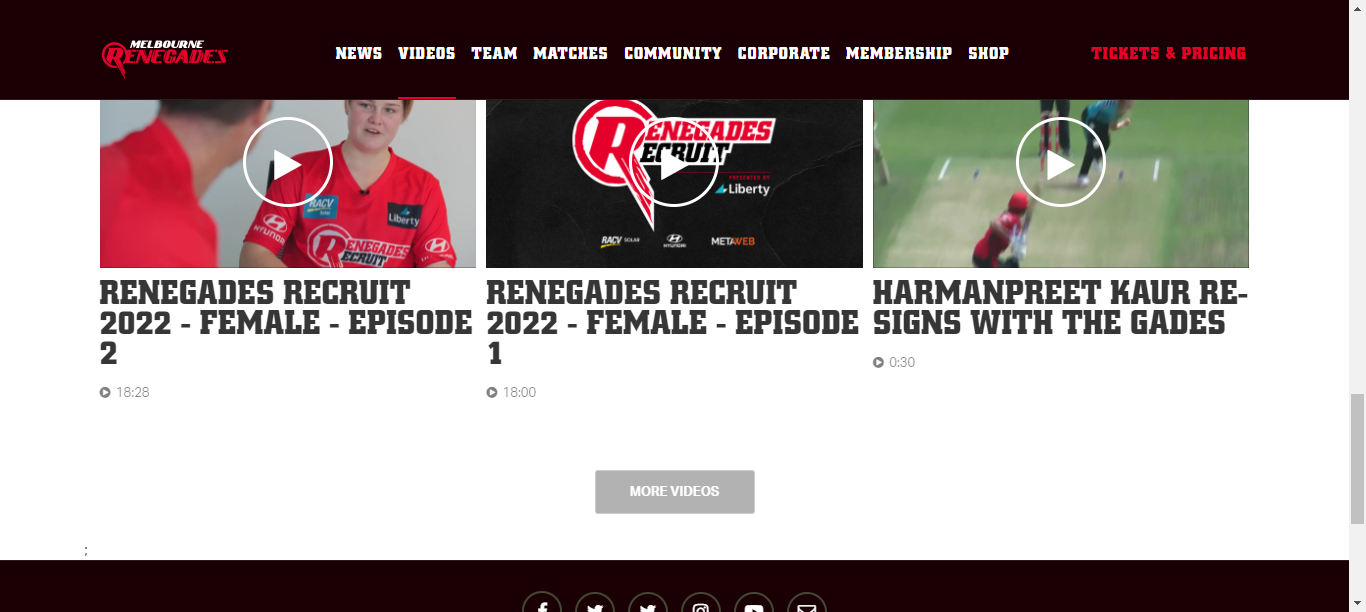 MELBOURNE
RENEGADES
NEWS VIDEOS TEAM MATCHES COMMUNITY CORPORATE MEMBERSHIP SHOP TICKETS & PRICING
RACV
Solar
HYUNDAI
Liberty
RENEGADES
RECRUIT
RENEGADES
RECRUIT
PRESENTED BY
Liberty
RACV SOLAR HYUNDAI METAWEB
RENEGADES RECRUIT
2022 - FEMALE - EPISODE
2
18:28
RENEGADES RECRUIT
2022 - FEMALE - EPISODE
1
18:00
HARMANPREET KAUR RE-
SIGNS WITH THE GADES
0:30
MORE VIDEOS
;